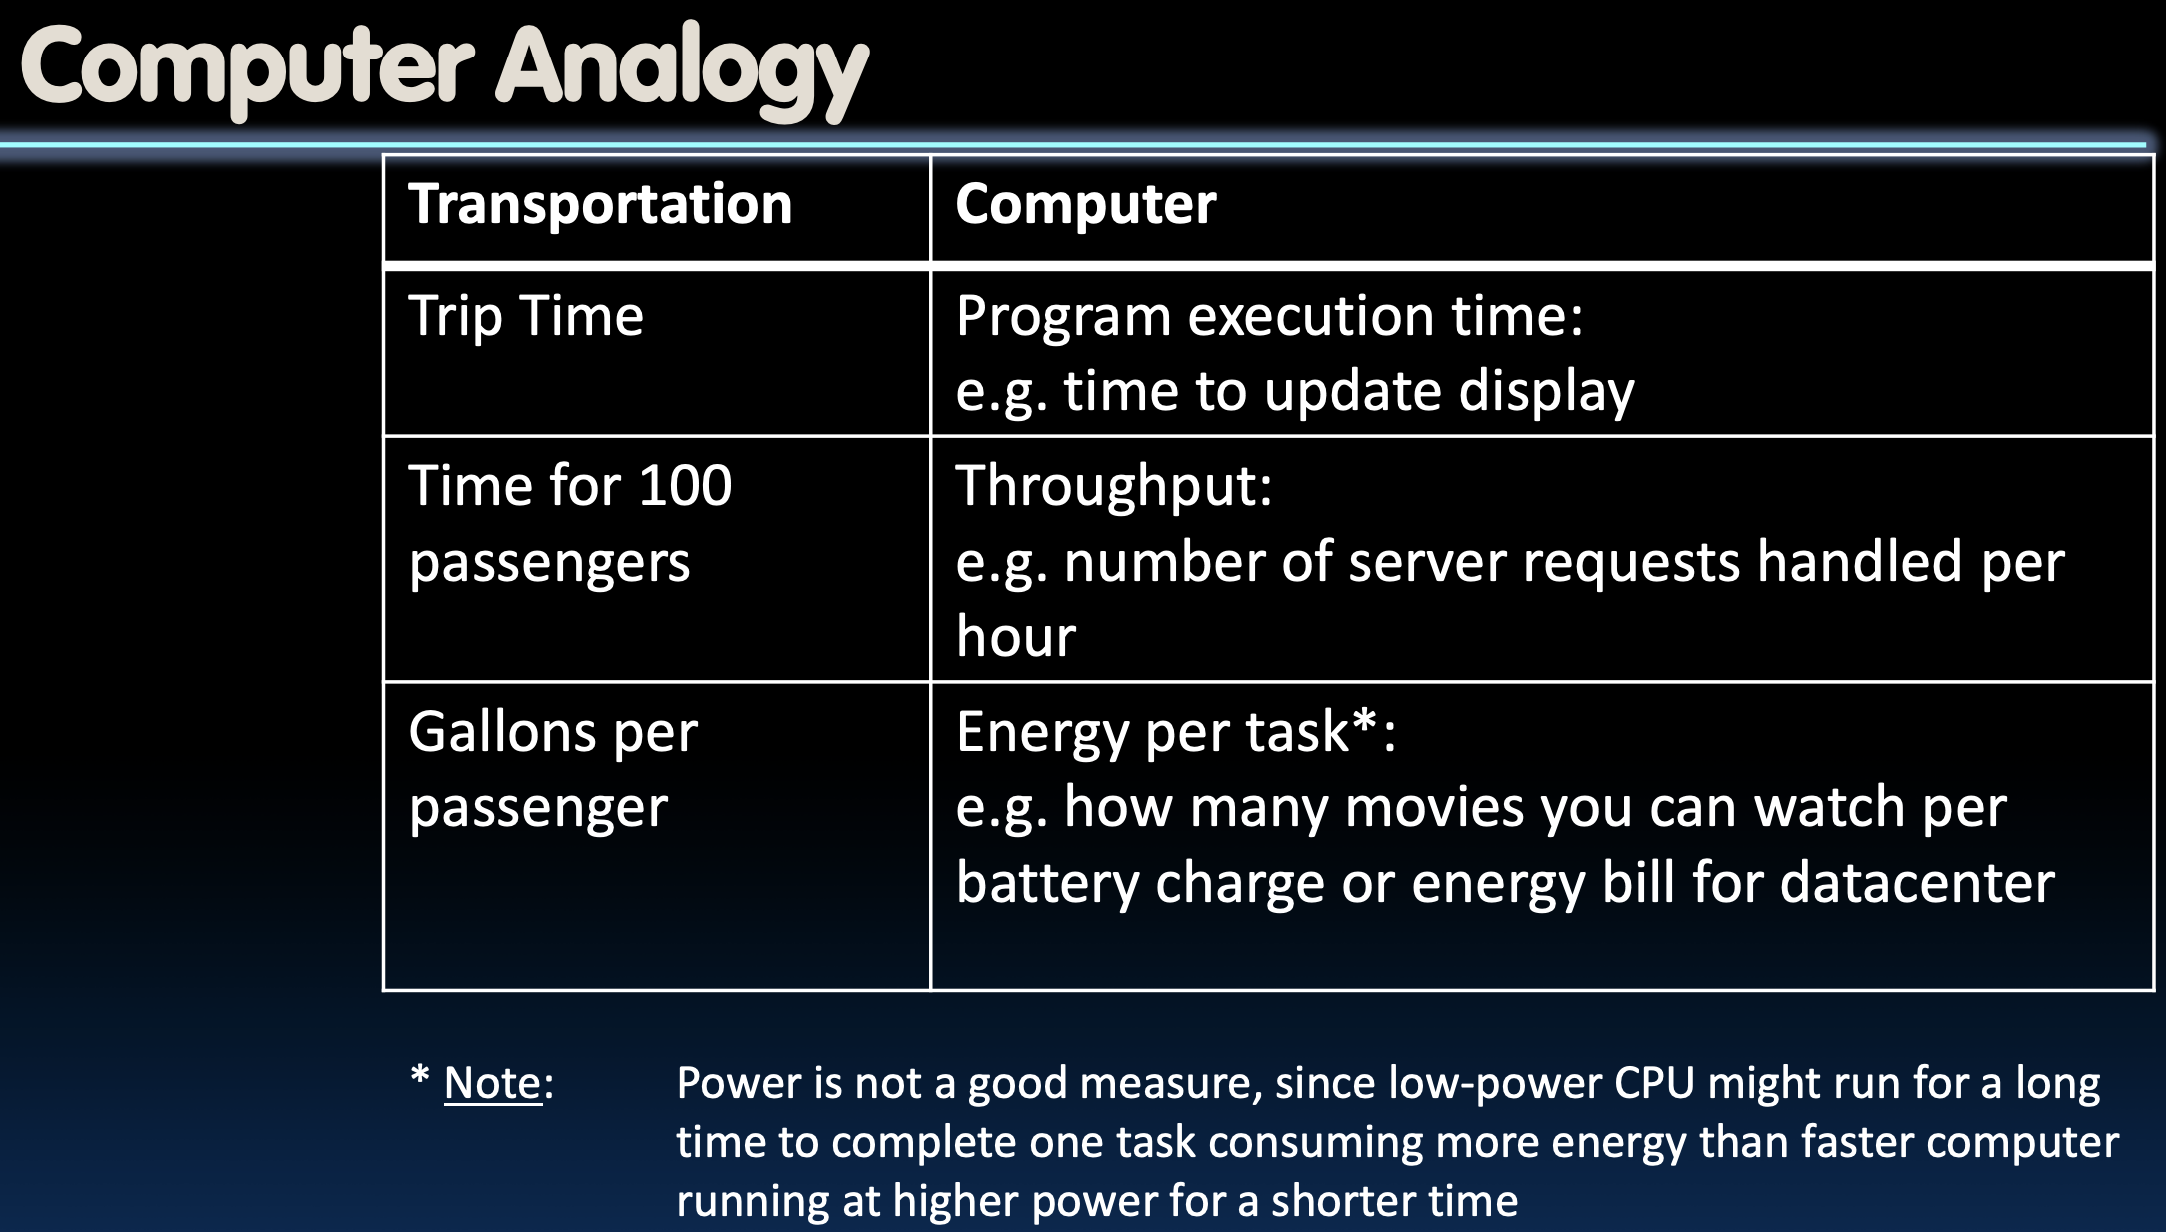 Computer Analogy
Transportation
Computer
Trip Time
Program execution time:
e.g. time to update display
Time for 100
passengers
Throughput:
e.g. number of server requests handled per
hour
Gallons per
passenger
Energy per task*:
e.g. how many movies you can watch per
battery charge or energy bill for datacenter
* Note:
Power is not a good measure, since low-power CPU might run for a long
time to complete one task consuming more energy than faster computer
running at higher power for a shorter time